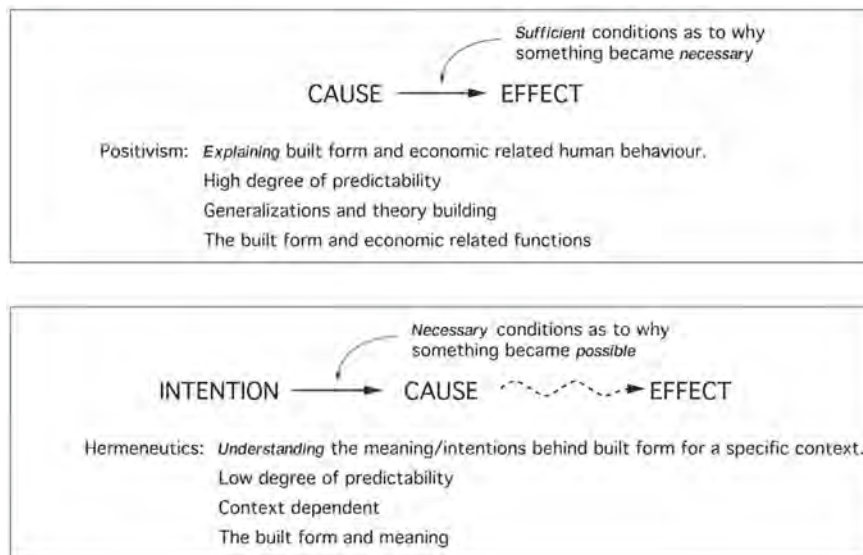 Sufficient conditions as to why
something became necessary
CAUSE EFFECT
Positivism: Explaining built form and economic related human behaviour.
High degree of predictability
Generalizations and theory building
The built form and economic related functions
Necessary conditions as to why
something became possible
INTENTION CAUSE EFFECT
Hermeneutics: Understanding the meaning/intentions behind built form for a specific context.
Low degree of predictability
Context dependent
The built form and meaning